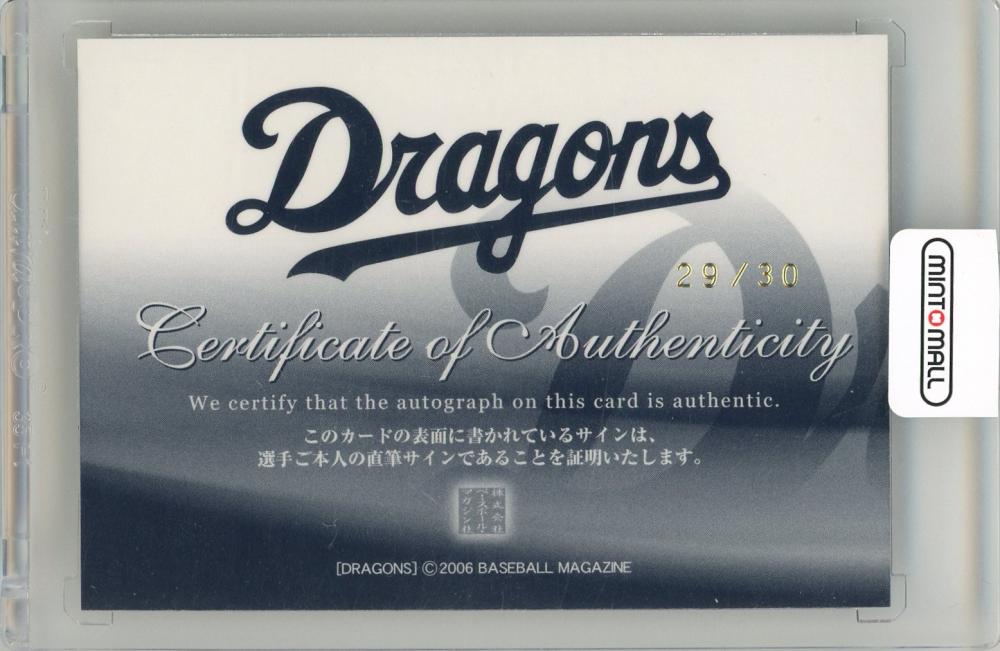 Dragons
29/30
Certificate of Authenticity
We certify that the autograph on this card is authentic.
このカードの表面に書かれているサインは、
選手ご本人の直筆サインであることを証明いたします。
株式会社
ベースボール・
マガジン社
[DRAGONS] ©2006 BASEBALL MAGAZINE
MINTOMALL